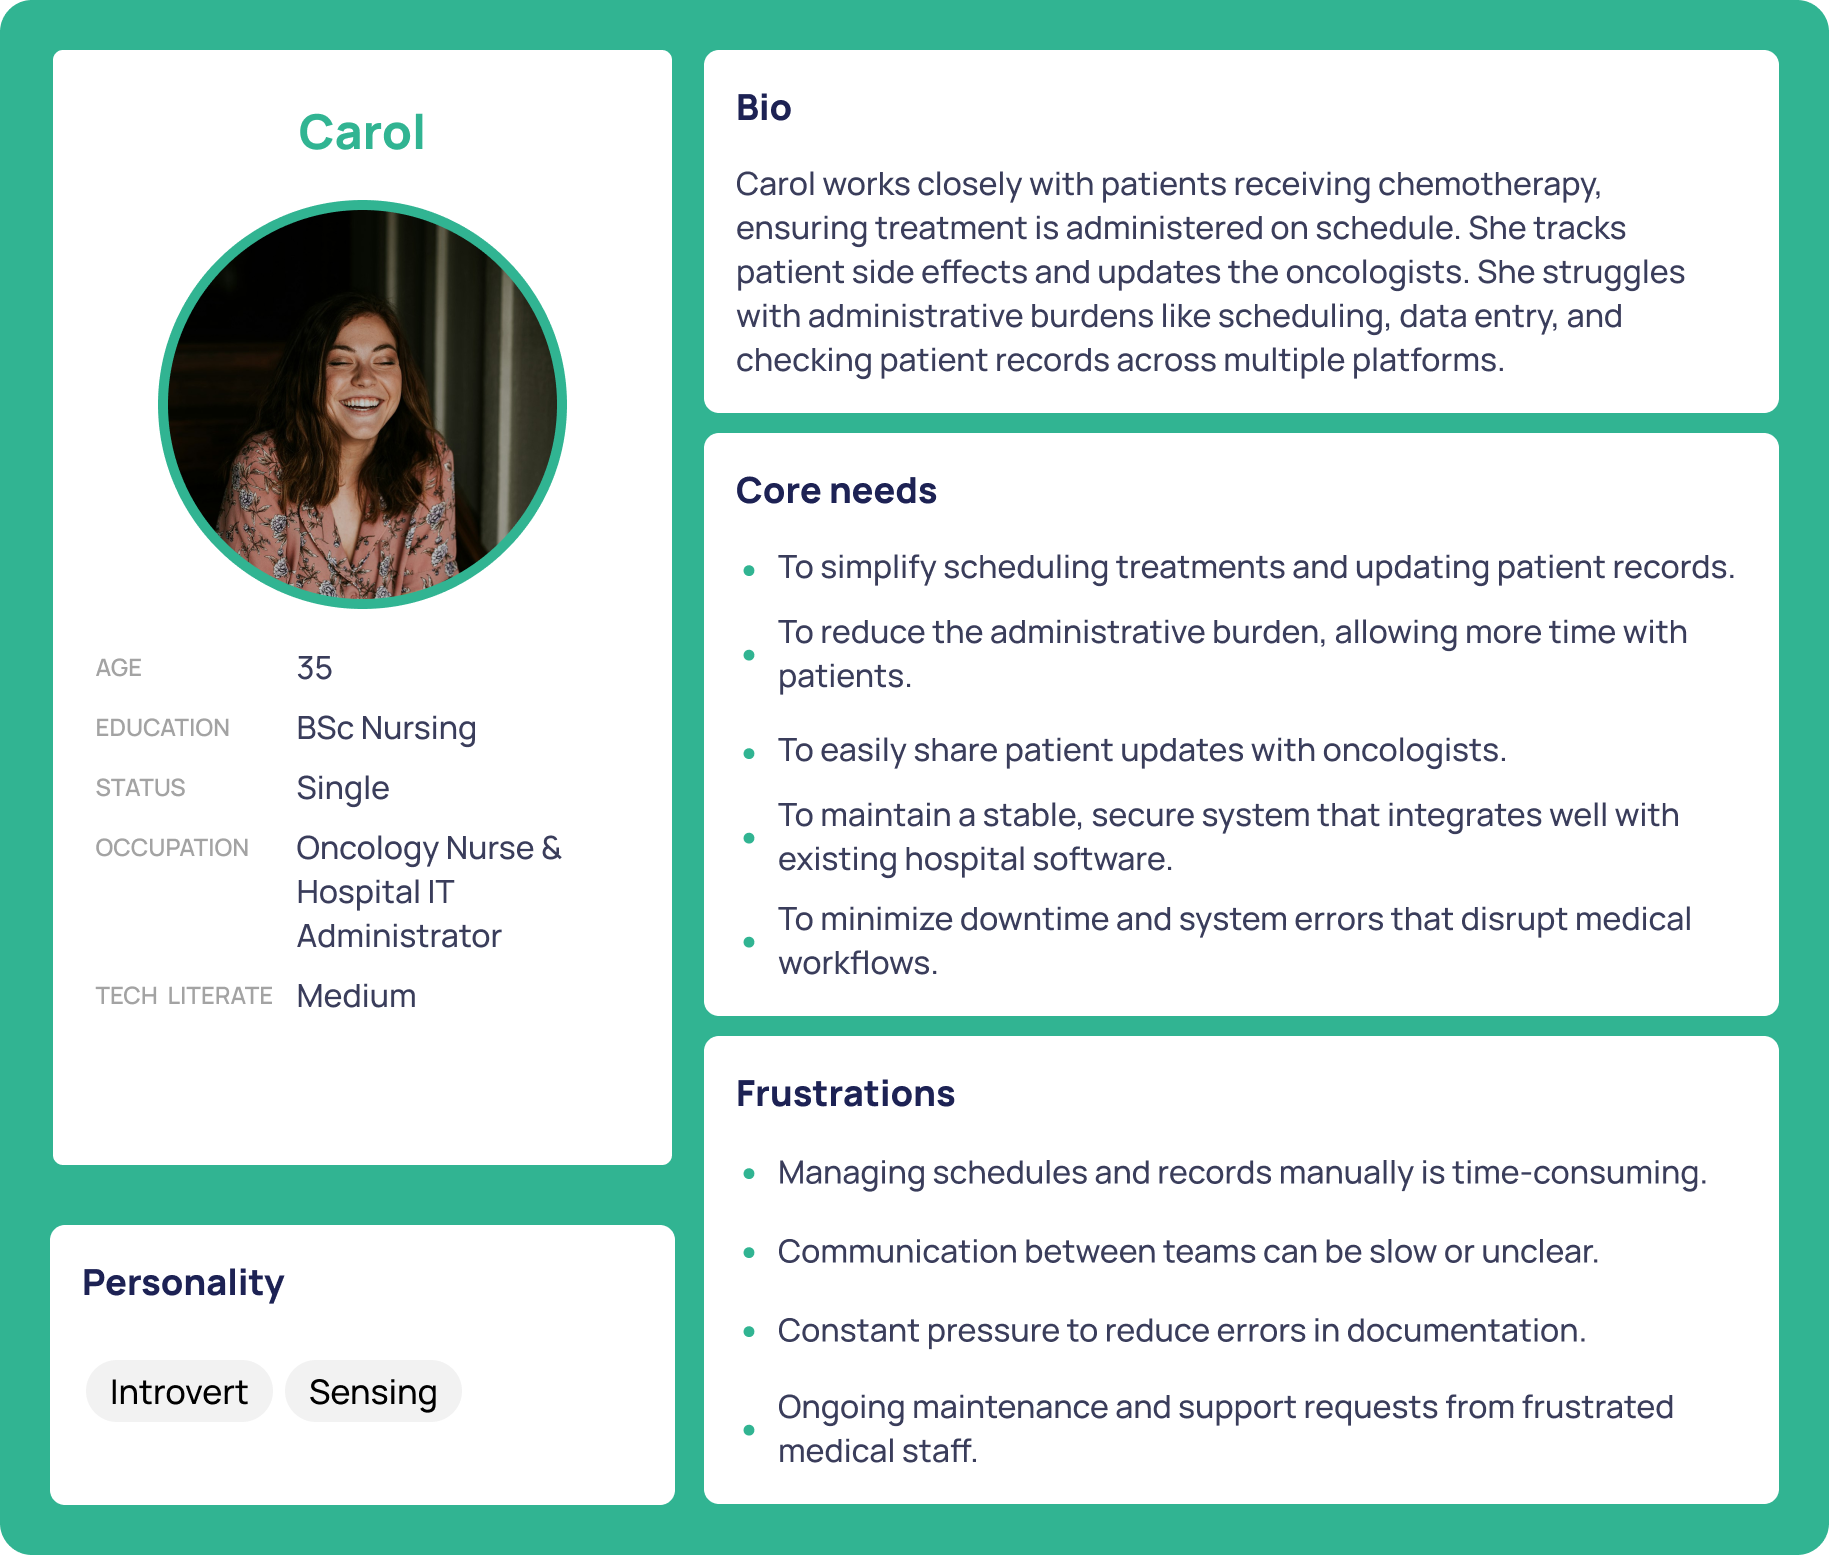 Carol
AGE 35
EDUCATION BSc Nursing
STATUS Single
OCCUPATION Oncology Nurse &
Hospital IT
Administrator
TECH LITERATE Medium
Personality
Introvert Sensing
Bio
Carol works closely with patients receiving chemotherapy,
ensuring treatment is administered on schedule. She tracks
patient side effects and updates the oncologists. She struggles
with administrative burdens like scheduling, data entry, and
checking patient records across multiple platforms.
Core needs
• To simplify scheduling treatments and updating patient records.
• To reduce the administrative burden, allowing more time with
patients.
• To easily share patient updates with oncologists.
• To maintain a stable, secure system that integrates well with
existing hospital software.
• To minimize downtime and system errors that disrupt medical
workflows.
Frustrations
• Managing schedules and records manually is time-consuming.
• Communication between teams can be slow or unclear.
• Constant pressure to reduce errors in documentation.
• Ongoing maintenance and support requests from frustrated
medical staff.